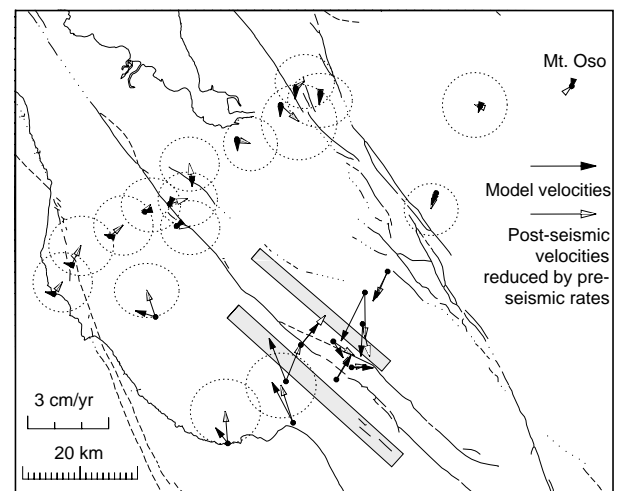 Mt. Oso
Model velocities
Post-seismic
velocities
reduced by pre-
seismic rates
3 cm/yr
20 km